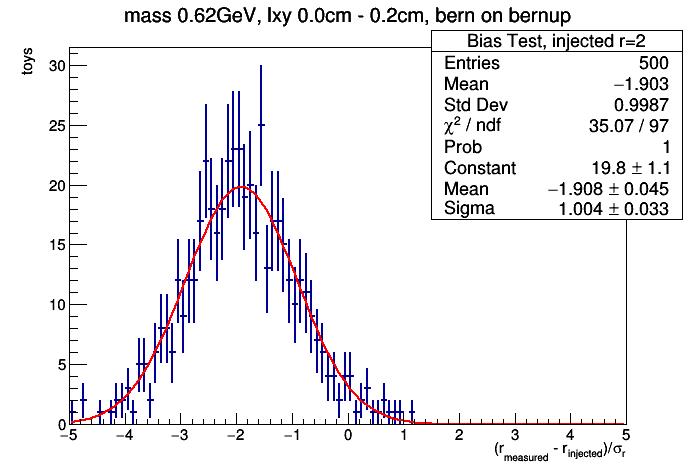 mass 0.62GeV, lxy 0.0cm - 0.2cm, bern on bernup
Bias Test, injected r=2
Entries 500
Mean −1.903
Std Dev 0.9987
χ² / ndf 35.07 / 97
Prob 1
Constant 19.8 ± 1.1
Mean −1.908 ± 0.045
Sigma 1.004 ± 0.033
toys
30
25
20
15
10
5
0
−5 −4 −3 −2 −1 0 1 2 3 4 5
(r_measured - r_injected)/σ_r